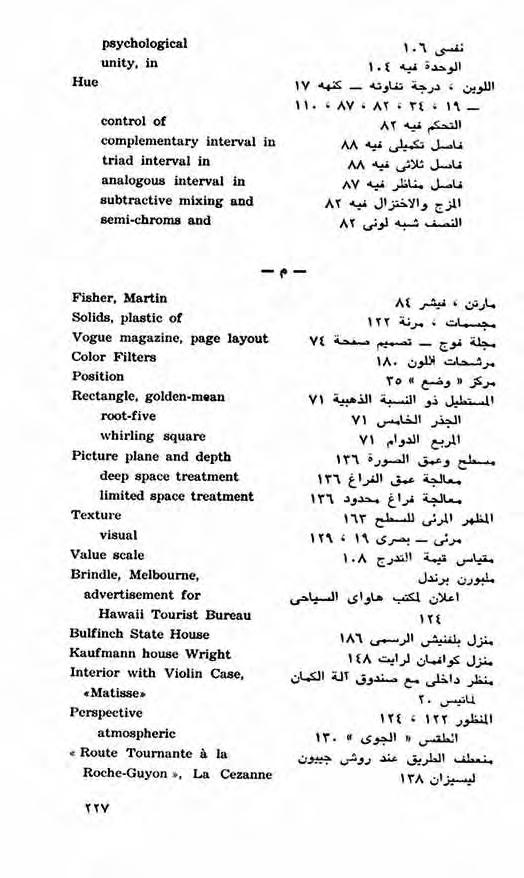 psychological نفسى ١٠٦
unity, in الوحدة فيه ١٠٤
Hue اللوين ، درجة تفاوته — كنهه ١٧
— ١٩ ، ٣٤ ، ٨٢ ، ٨٧ ، ١١٠
control of التحكم فيه ٨٢
complementary interval in فاصل تكميلى فيه ٨٨
triad interval in فاصل ثلاثى فيه ٨٨
analogous interval in فاصل مناظر فيه ٨٧
subtractive mixing and المزج والاختزال فيه ٨٢
semi-chroma and النصف شبه لونى ٨٢
— م —
Fisher, Martin مارتن ، فيشر ٨٤
Solids, plastic of مجسمات ، مرنة ١٢٢
Vogue magazine, page layout مجلة فوج — تصميم صفحة ٧٤
Color Filters مرشحات اللون ١٨٠
Position مركز « وضع » ٣٥
Rectangle, golden-mean المستطيل ذو النسبة الذهبية ٧١
root-five الجذر الخماسى ٧١
whirling square المربع الدوام ٧١
Picture plane and depth مسطح وعمق الصورة ١٣٦
deep space treatment معالجة عمق الفراغ ١٣٦
limited space treatment معالجة فراغ محدود ١٣٦
Texture المظهر المرئى للسطح ١٦٣
visual مرئى — بصرى ١٩ ، ١٢٩
Value scale مقياس قيمة التدرج ١٠٨
Brindle, Melbourne, ملبورن برندل
advertisement for اعلان لمكتب هاواى السياحى
Hawaii Tourist Bureau ١٢٤
Bulfinch State House منزل بلفنيش الرسمى ١٨٦
Kaufmann house Wright منزل كوافمان لرايت ١٤٨
Interior with Violin Case, منظر داخلى مع صندوق آلة الكمان
«Matisse» لماتيس ٢٠
Perspective المنظور ١٢٢ ، ١٢٤
atmospheric الطقس « الجوى » ١٣٠
« Route Tournante à la منعطف الطريق عند روشى جييون
Roche-Guyon », La Cezanne ليسيزان ١٣٨
٢٢٧